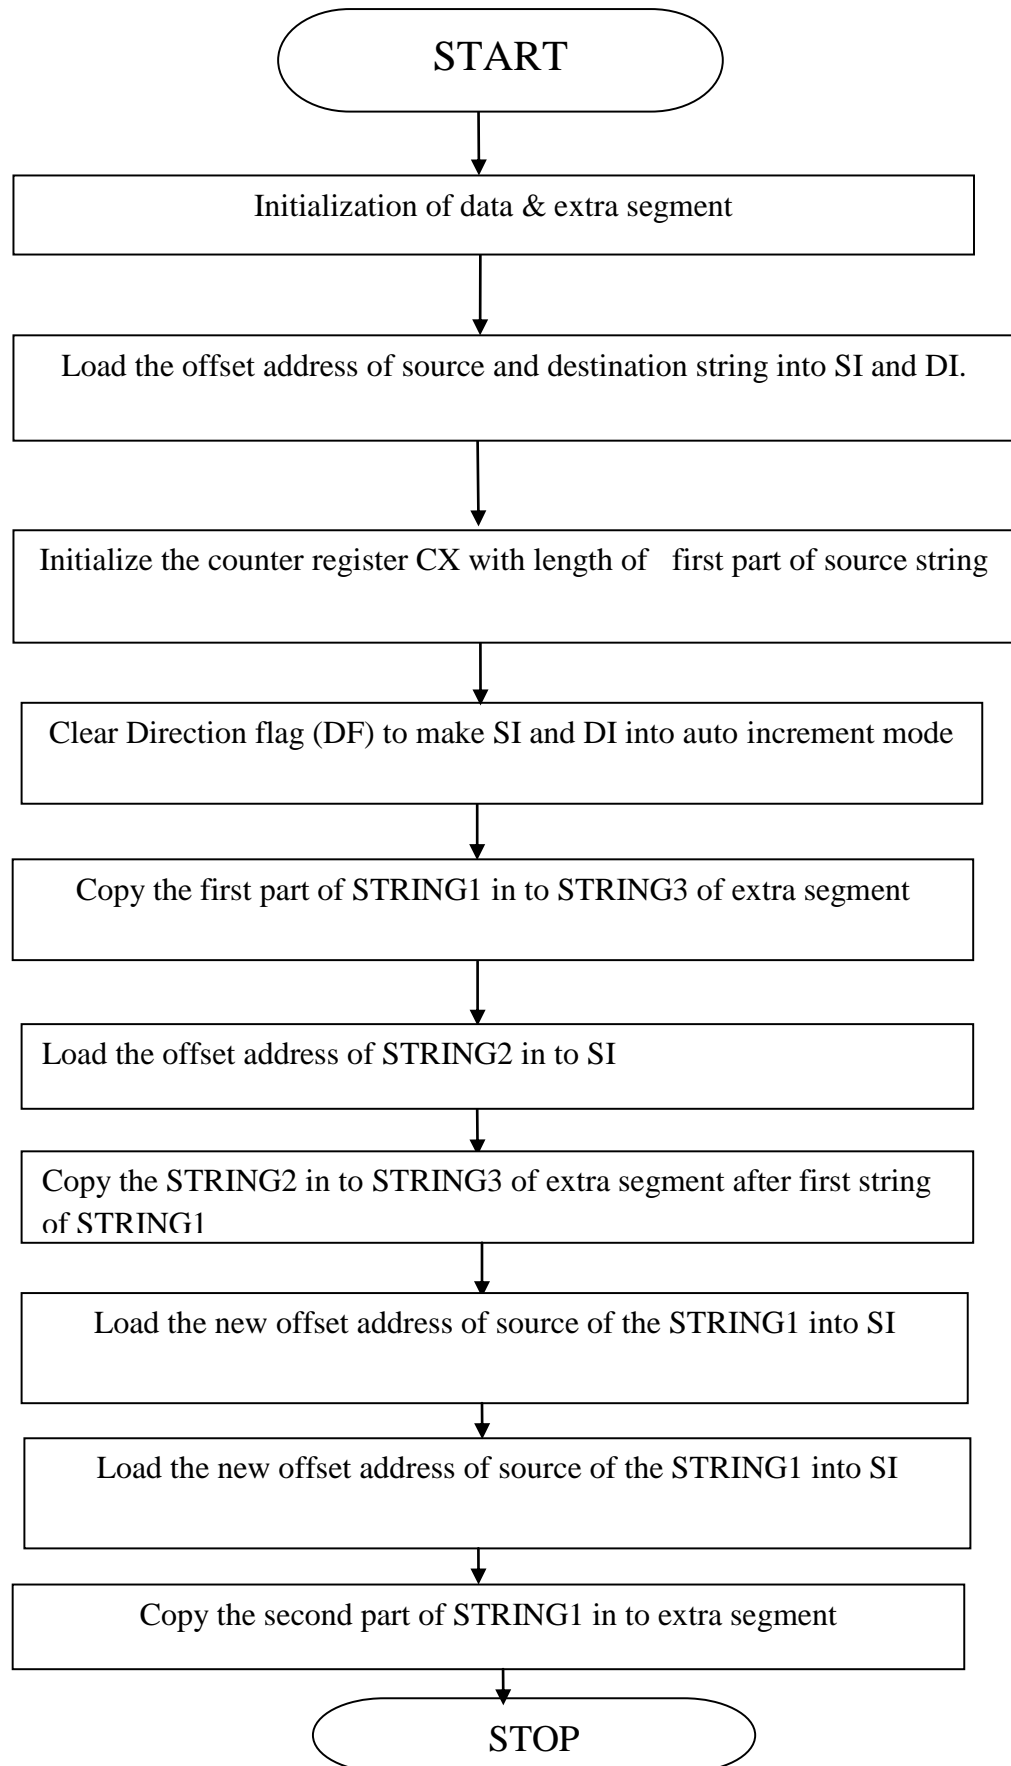 START
Initialization of data & extra segment
Load the offset address of source and destination string into SI and DI.
Initialize the counter register CX with length of first part of source string
Clear Direction flag (DF) to make SI and DI into auto increment mode
Copy the first part of STRING1 in to STRING3 of extra segment
Load the offset address of STRING2 in to SI
Copy the STRING2 in to STRING3 of extra segment after first string
of STRING1
Load the new offset address of source of the STRING1 into SI
Load the new offset address of source of the STRING1 into SI
Copy the second part of STRING1 in to extra segment
STOP